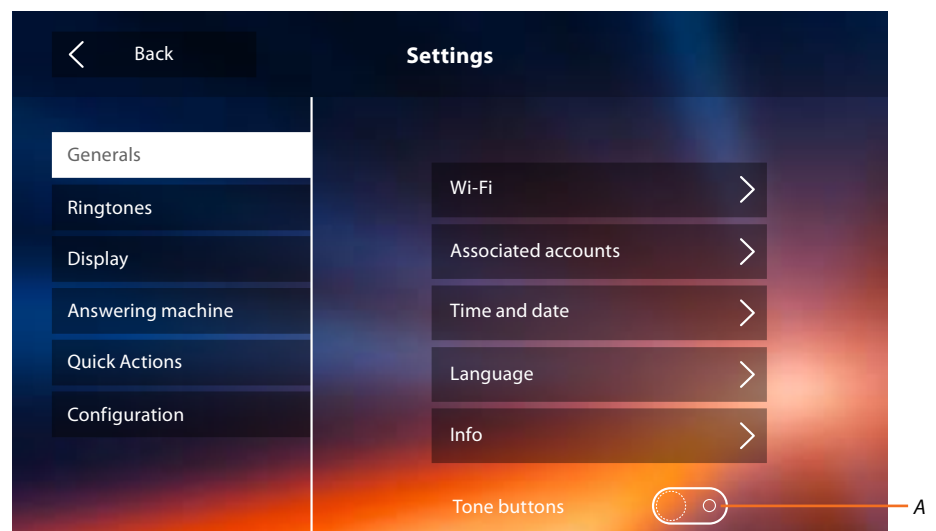 Back
Settings
Generals
Ringtones
Display
Answering machine
Quick Actions
Configuration
Wi-Fi
Associated accounts
Time and date
Language
Info
Tone buttons
A